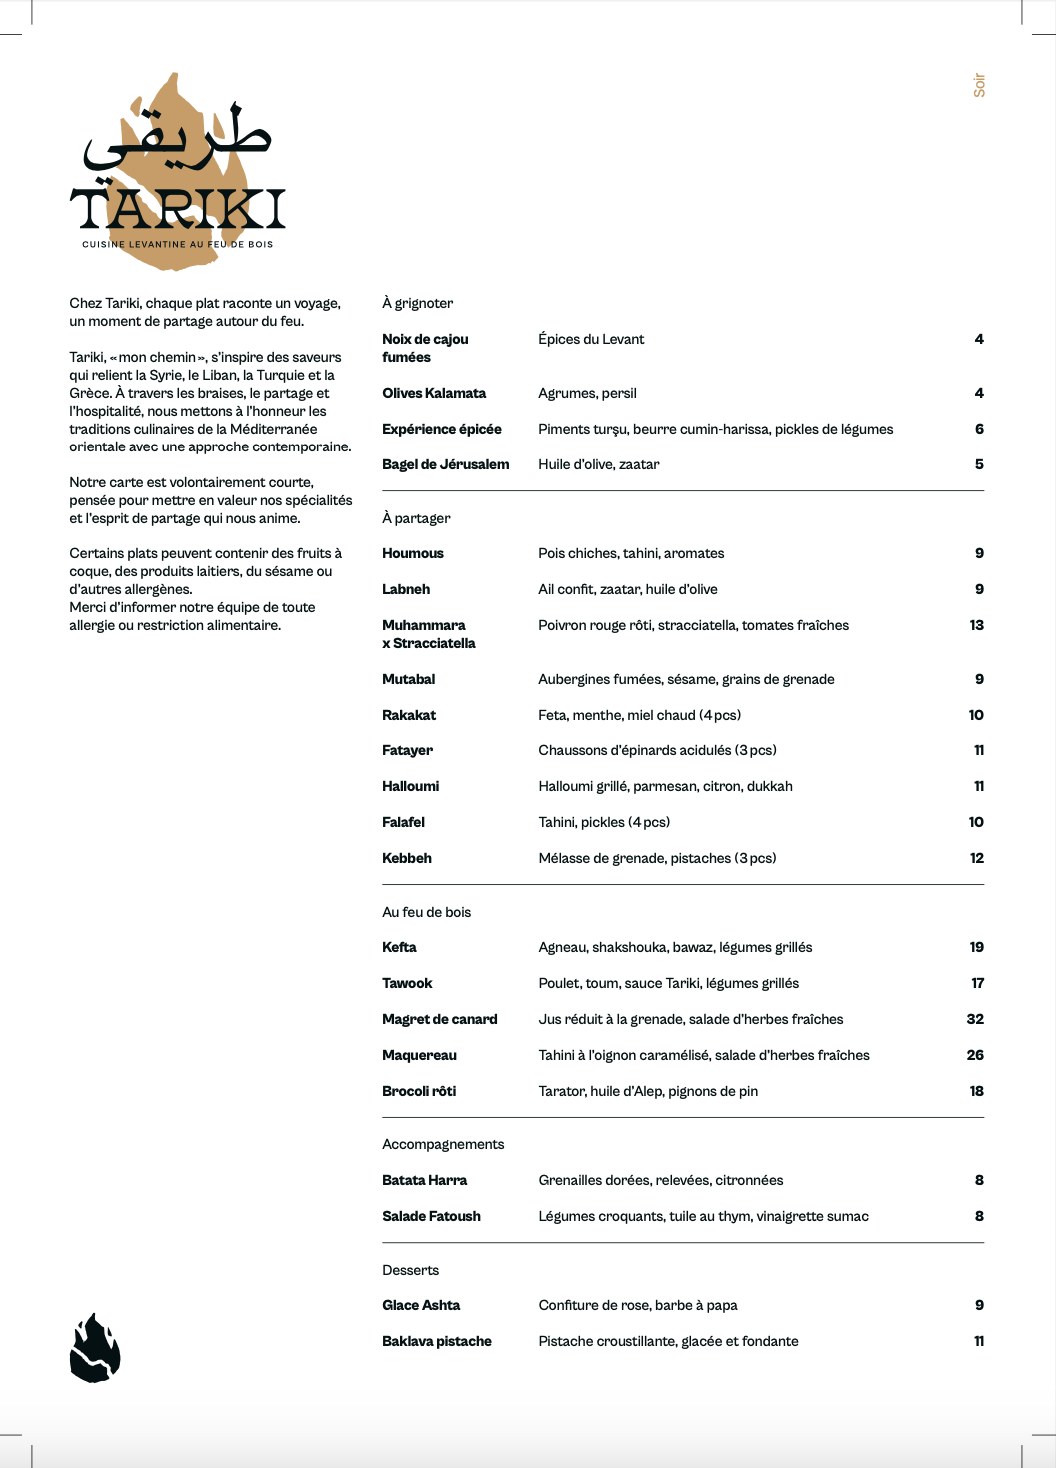 Soir
طريقي
TARIKI
CUISINE LEVANTINE AU FEU DE BOIS
Chez Tariki, chaque plat raconte un voyage,
un moment de partage autour du feu.
Tariki, « mon chemin », s'inspire des saveurs
qui relient la Syrie, le Liban, la Turquie et la
Grèce. À travers les braises, le partage et
l'hospitalité, nous mettons à l'honneur les
traditions culinaires de la Méditerranée
orientale avec une approche contemporaine.
Notre carte est volontairement courte,
pensée pour mettre en valeur nos spécialités
et l'esprit de partage qui nous anime.
Certains plats peuvent contenir des fruits à
coque, des produits laitiers, du sésame ou
d'autres allergènes.
Merci d'informer notre équipe de toute
allergie ou restriction alimentaire.
À grignoter
Noix de cajou Épices du Levant 4
fumées
Olives Kalamata Agrumes, persil 4
Expérience épicée Piments turşu, beurre cumin-harissa, pickles de légumes 6
Bagel de Jérusalem Huile d'olive, zaatar 5
À partager
Houmous Pois chiches, tahini, aromates 9
Labneh Ail confit, zaatar, huile d'olive 9
Muhammara Poivron rouge rôti, stracciatella, tomates fraîches 13
x Stracciatella
Mutabal Aubergines fumées, sésame, grains de grenade 9
Rakakat Feta, menthe, miel chaud (4 pcs) 10
Fatayer Chaussons d'épinards acidulés (3 pcs) 11
Halloumi Halloumi grillé, parmesan, citron, dukkah 11
Falafel Tahini, pickles (4 pcs) 10
Kebbeh Mélasse de grenade, pistaches (3 pcs) 12
Au feu de bois
Kefta Agneau, shakshouka, bawaz, légumes grillés 19
Tawook Poulet, toum, sauce Tariki, légumes grillés 17
Magret de canard Jus réduit à la grenade, salade d'herbes fraîches 32
Maquereau Tahini à l'oignon caramélisé, salade d'herbes fraîches 26
Brocoli rôti Tarator, huile d'Alep, pignons de pin 18
Accompagnements
Batata Harra Grenailles dorées, relevées, citronnées 8
Salade Fatoush Légumes croquants, tuile au thym, vinaigrette sumac 8
Desserts
Glace Ashta Confiture de rose, barbe à papa 9
Baklava pistache Pistache croustillante, glacée et fondante 11